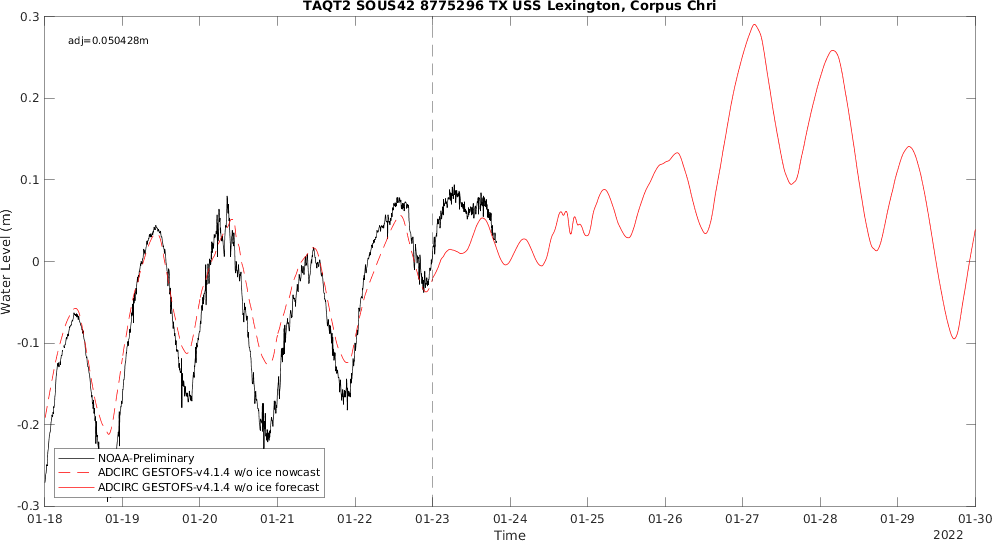 TAQT2 SOUS42 8775296 TX USS Lexington, Corpus Chri
adj=0.050428m
0.3
0.2
0.1
0
-0.1
-0.2
-0.3
Water Level (m)
NOAA-Preliminary
ADCIRC GESTOFS-v4.1.4 w/o ice nowcast
ADCIRC GESTOFS-v4.1.4 w/o ice forecast
01-18 01-19 01-20 01-21 01-22 01-23 01-24 01-25 01-26 01-27 01-28 01-29 01-30
Time
2022